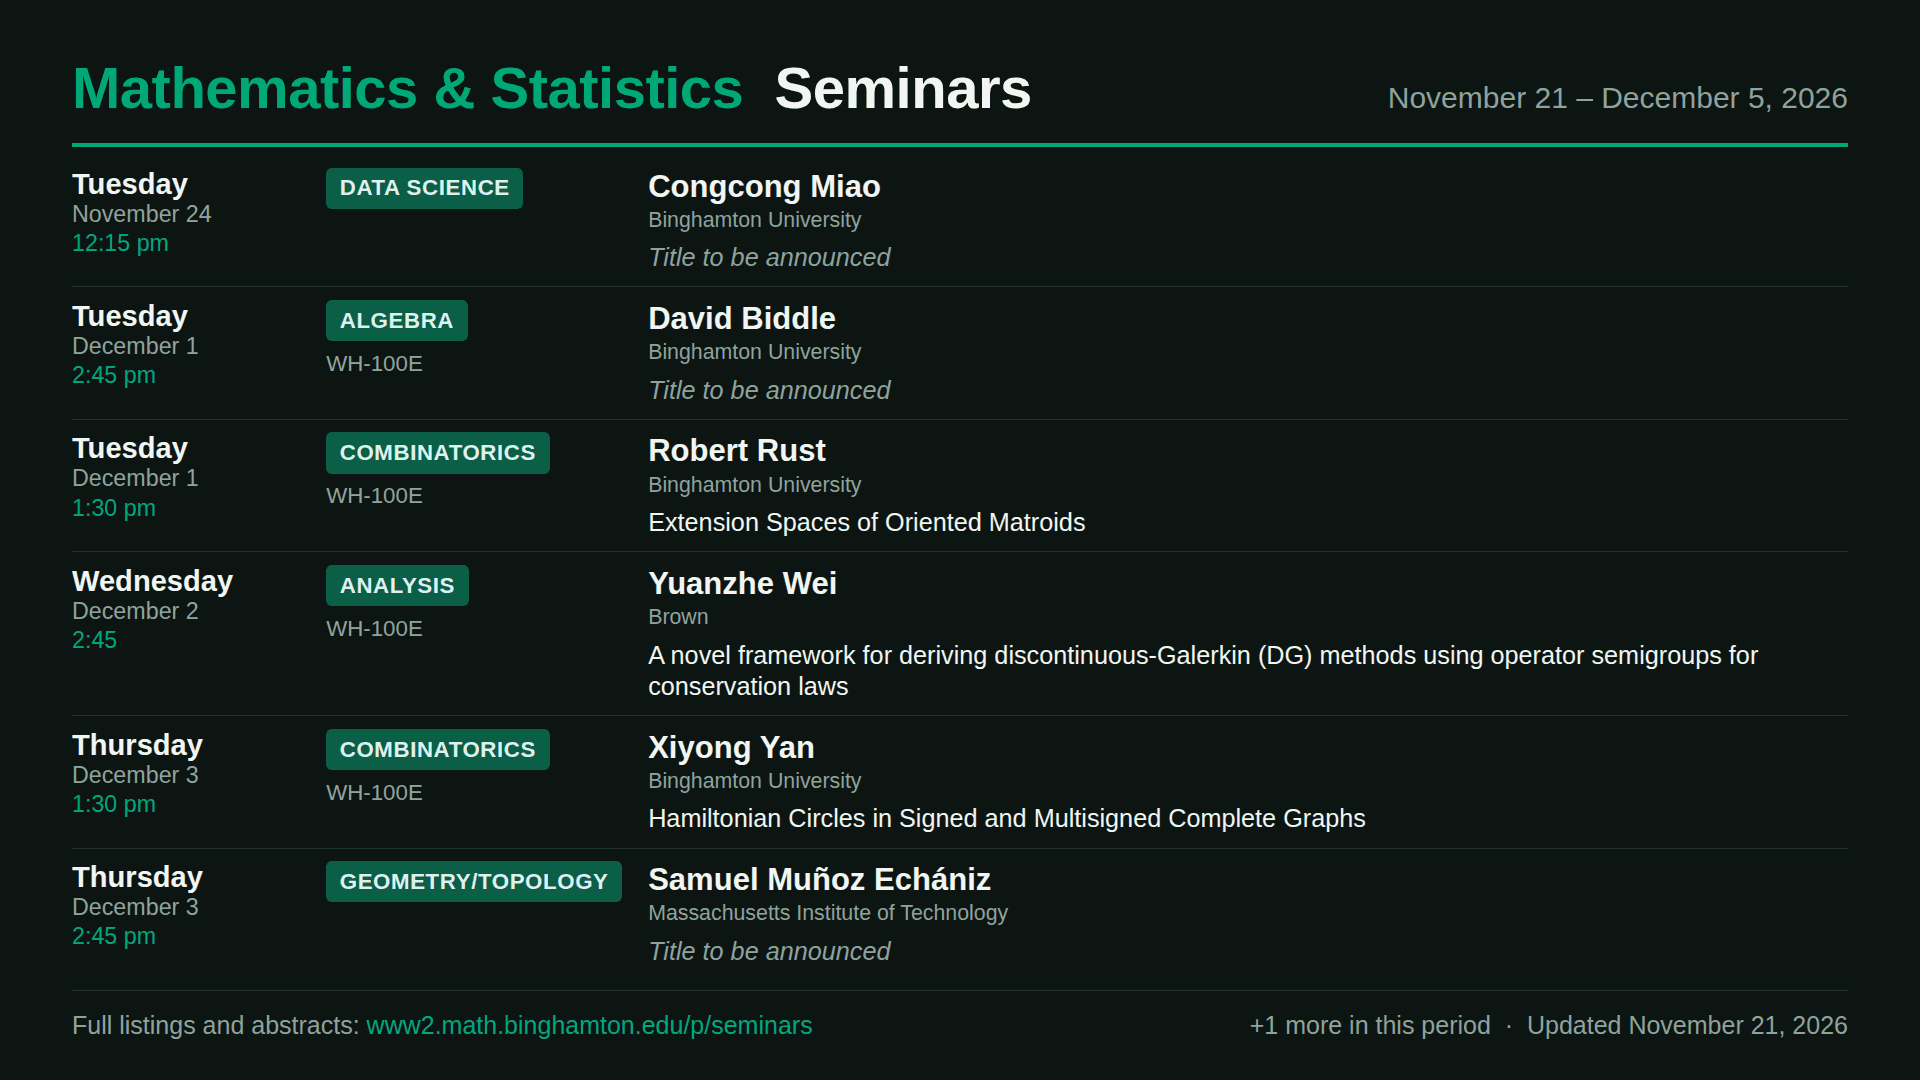 Mathematics & Statistics Seminars
November 21 – December 5, 2026
Tuesday
November 24
12:15 pm
DATA SCIENCE
Congcong Miao
Binghamton University
Title to be announced
Tuesday
December 1
2:45 pm
ALGEBRA
WH-100E
David Biddle
Binghamton University
Title to be announced
Tuesday
December 1
1:30 pm
COMBINATORICS
WH-100E
Robert Rust
Binghamton University
Extension Spaces of Oriented Matroids
Wednesday
December 2
2:45
ANALYSIS
WH-100E
Yuanzhe Wei
Brown
A novel framework for deriving discontinuous-Galerkin (DG) methods using operator semigroups for
conservation laws
Thursday
December 3
1:30 pm
COMBINATORICS
WH-100E
Xiyong Yan
Binghamton University
Hamiltonian Circles in Signed and Multisigned Complete Graphs
Thursday
December 3
2:45 pm
GEOMETRY/TOPOLOGY
Samuel Muñoz Echániz
Massachusetts Institute of Technology
Title to be announced
Full listings and abstracts: www2.math.binghamton.edu/p/seminars
+1 more in this period · Updated November 21, 2026